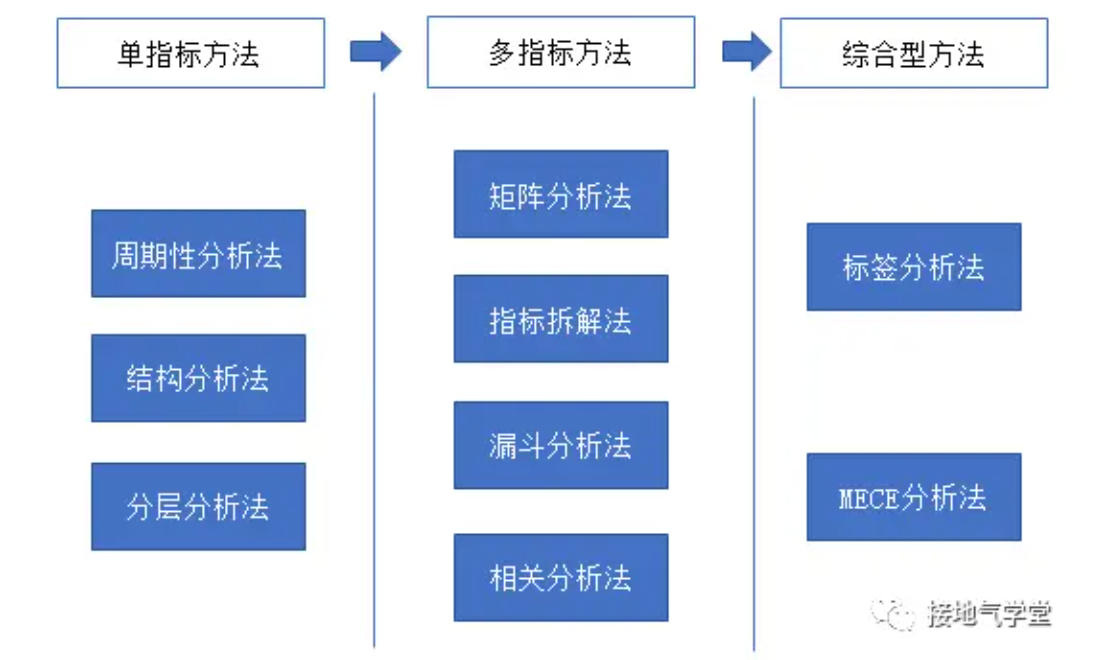 单指标方法
多指标方法
综合型方法
周期性分析法
结构分析法
分层分析法
矩阵分析法
指标拆解法
漏斗分析法
相关分析法
标签分析法
MECE分析法
接地气学堂